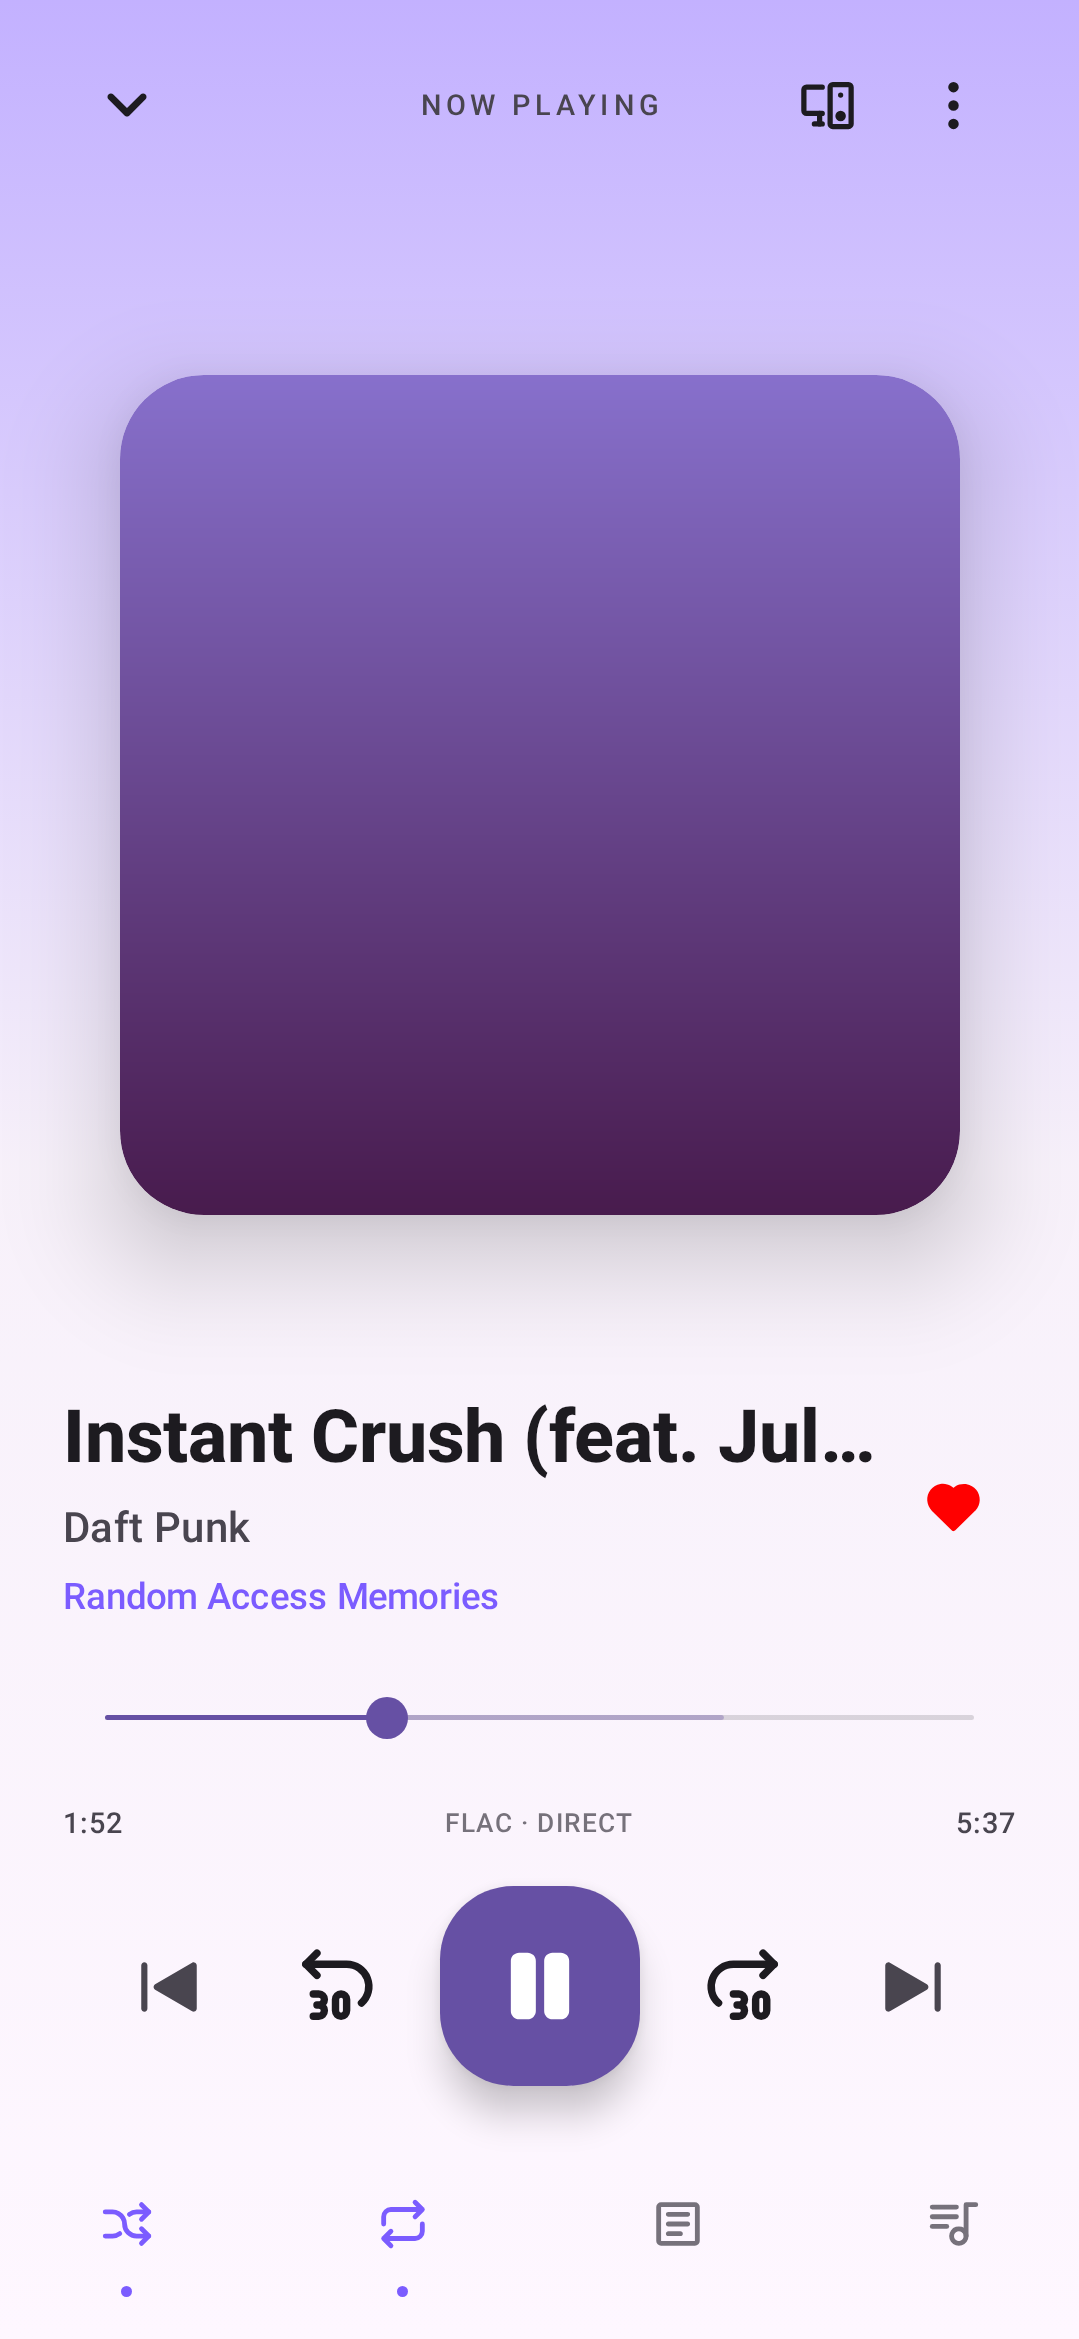 NOW PLAYING
Instant Crush (feat. Jul…
Daft Punk
Random Access Memories
1:52
FLAC · DIRECT
5:37
30
30